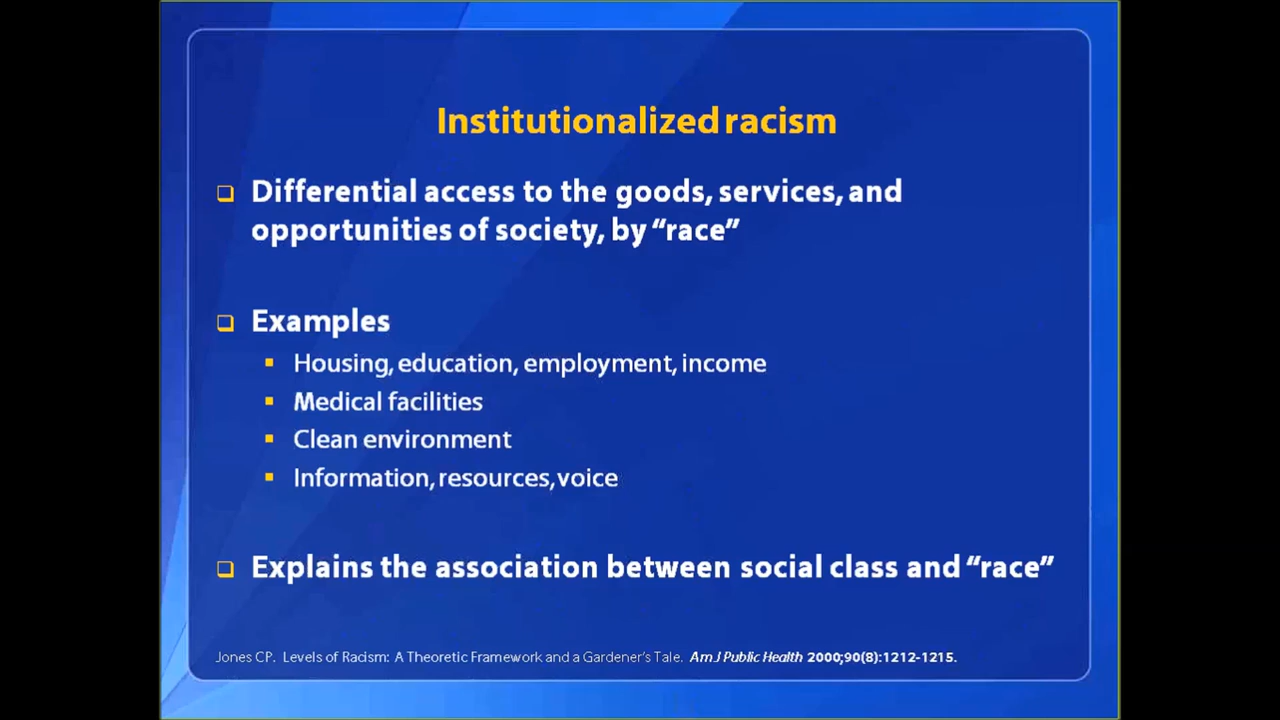 Institutionalized racism
❑ Differential access to the goods, services, and
opportunities of society, by “race”
❑ Examples
▪ Housing, education, employment, income
▪ Medical facilities
▪ Clean environment
▪ Information, resources, voice
❑ Explains the association between social class and “race”
Jones CP. Levels of Racism: A Theoretic Framework and a Gardener’s Tale. Am J Public Health 2000;90(8):1212-1215.